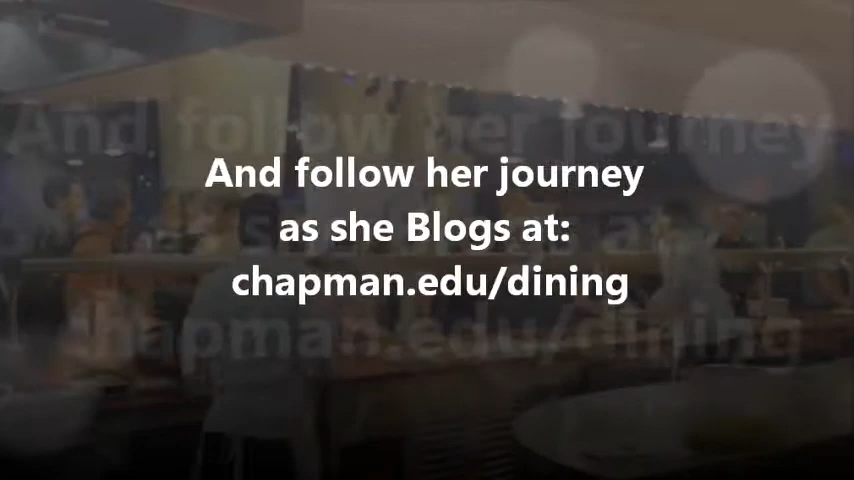 And follow her journey
as she Blogs at:
chapman.edu/dining